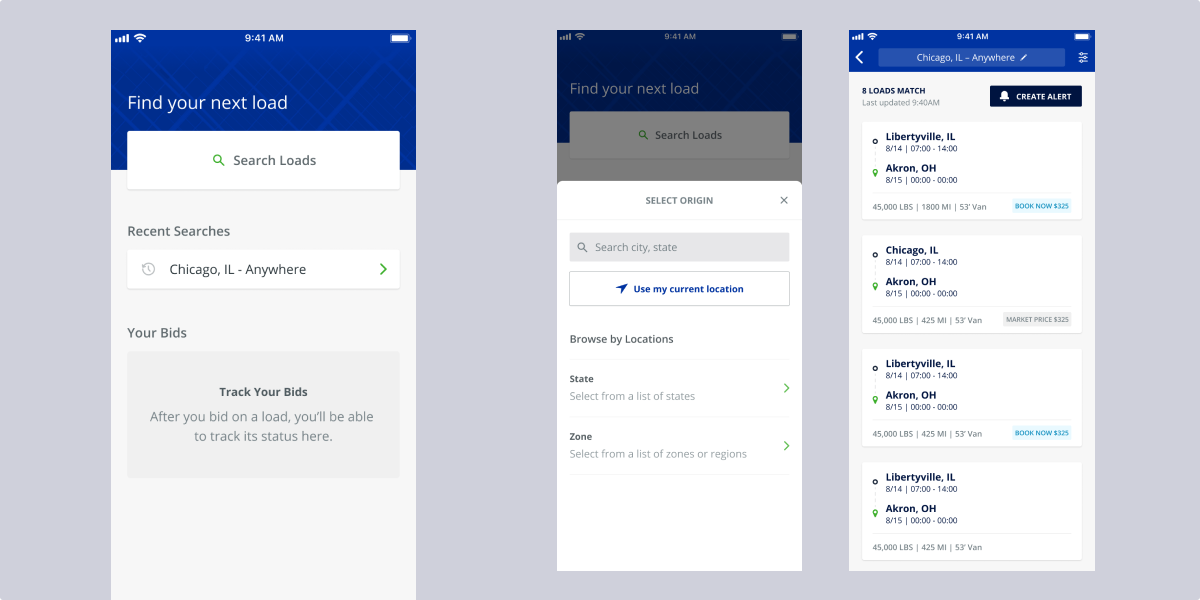 9:41 AM
Find your next load
Search Loads
Recent Searches
Chicago, IL - Anywhere
Your Bids
Track Your Bids
After you bid on a load, you’ll be able
to track its status here.
9:41 AM
Find your next load
Search Loads
SELECT ORIGIN
Search city, state
Use my current location
Browse by Locations
State
Select from a list of states
Zone
Select from a list of zones or regions
9:41 AM
Chicago, IL – Anywhere
8 LOADS MATCH
Last updated 9:40AM
CREATE ALERT
Libertyville, IL
8/14 | 07:00 - 14:00
Akron, OH
8/15 | 00:00 - 00:00
45,000 LBS | 1800 MI | 53’ Van
BOOK NOW $325
Chicago, IL
8/14 | 07:00 - 14:00
Akron, OH
8/15 | 00:00 - 00:00
45,000 LBS | 425 MI | 53’ Van
MARKET PRICE $325
Libertyville, IL
8/14 | 07:00 - 14:00
Akron, OH
8/15 | 00:00 - 00:00
45,000 LBS | 425 MI | 53’ Van
BOOK NOW $325
Libertyville, IL
8/14 | 07:00 - 14:00
Akron, OH
8/15 | 00:00 - 00:00
45,000 LBS | 425 MI | 53’ Van